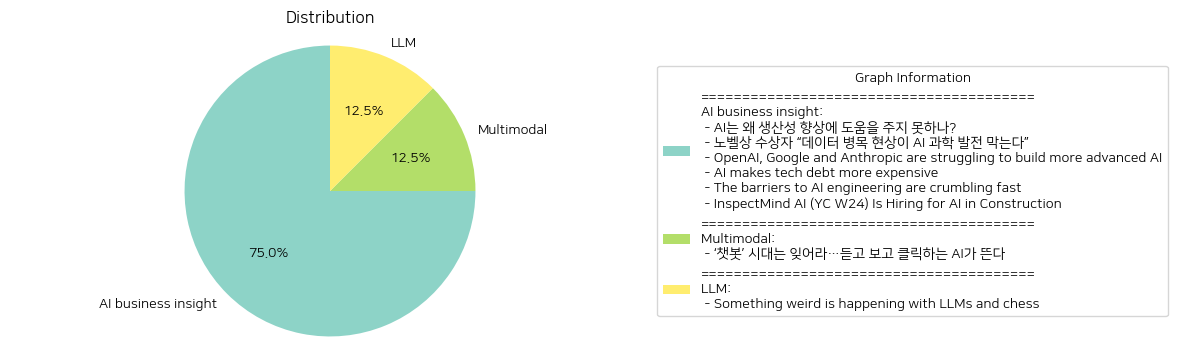 Distribution
LLM
12.5%
Multimodal
12.5%
75.0%
AI business insight
Graph Information
========================================
AI business insight:
- AI는 왜 생산성 향상에 도움을 주지 못하나?
- 노벨상 수상자 “데이터 병목 현상이 AI 과학 발전 막는다”
- OpenAI, Google and Anthropic are struggling to build more advanced AI
- AI makes tech debt more expensive
- The barriers to AI engineering are crumbling fast
- InspectMind AI (YC W24) Is Hiring for AI in Construction
========================================
Multimodal:
- ‘챗봇’ 시대는 잊어라…듣고 보고 클릭하는 AI가 뜬다
========================================
LLM:
- Something weird is happening with LLMs and chess